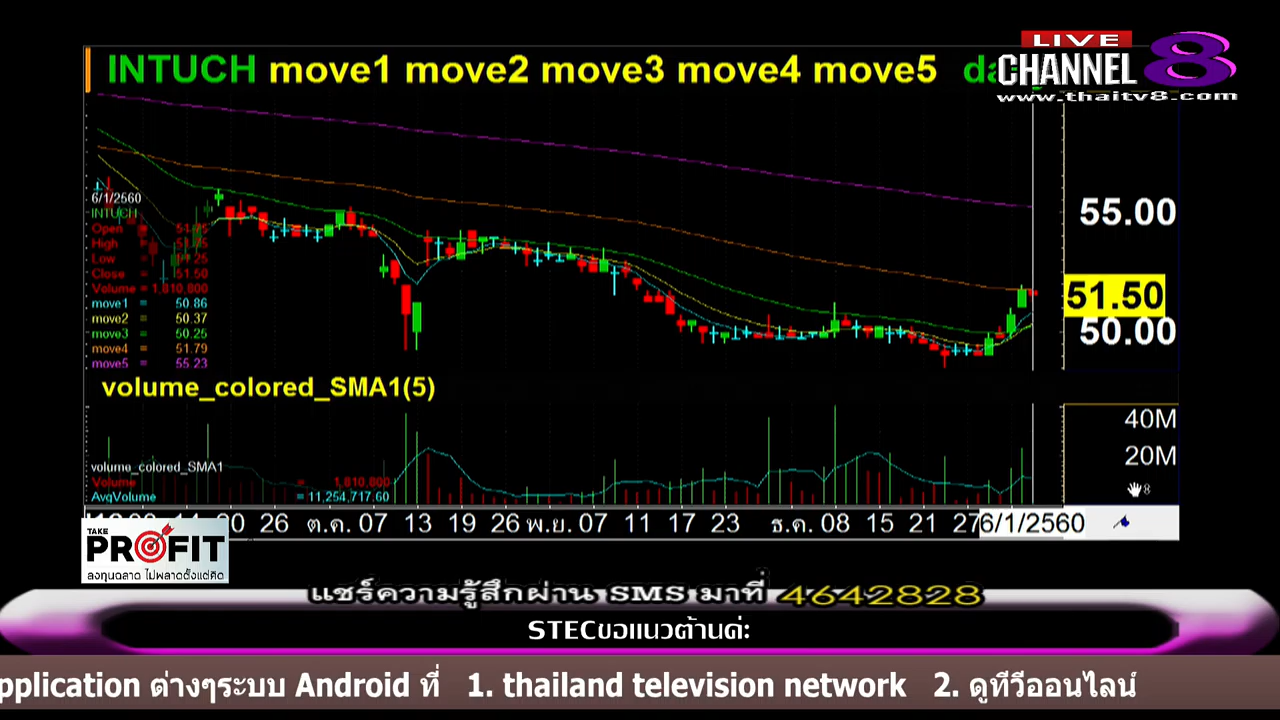 LIVE
CHANNEL 8
www.thaitv8.com
INTUCH move1 move2 move3 move4 move5
6/1/2560
INTUCH
Open =
High =
Low =
Close = 51.50
Volume = 1,810,800
move1 = 50.86
move2 = 50.37
move3 = 50.25
move4 = 51.79
move5 = 55.23
55.00
51.50
50.00
volume_colored_SMA1(5)
40M
20M
volume_colored_SMA1
Volume = 1,810,800
AvgVolume = 11,254,717.60
26 ต.ค. 07 13 19 26 พ.ย. 07 11 17 23 ธ.ค. 08 15 21 27 6/1/2560
TAKE
PROFIT
ลงทุนฉลาด ไม่พลาดตั้งแต่คิด
แชร์ความรู้สึกผ่าน SMS มาที่ 4642828
STECขอแนวต้านค่ะ
pplication ต่างๆระบบ Android ที่ 1. thailand television network 2. ดูทีวีออนไลน์